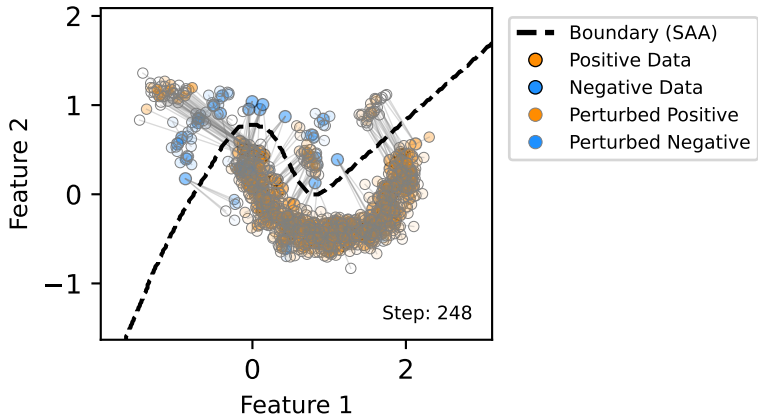 2
1
0
−1
Feature 2
0
2
Feature 1
Step: 248
Boundary (SAA)
Positive Data
Negative Data
Perturbed Positive
Perturbed Negative